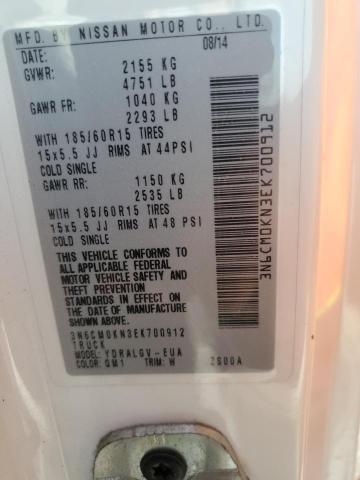 MFD. BY NISSAN MOTOR CO., LTD.
DATE: 08/14
GVWR: 2155 KG
4751 LB
GAWR FR: 1040 KG
2293 LB
WITH 185/60R15 TIRES
15x5.5 JJ RIMS AT 44PSI
COLD SINGLE
GAWR RR: 1150 KG
2535 LB
WITH 185/60R15 TIRES
15x5.5 JJ RIMS AT 48 PSI
COLD SINGLE
THIS VEHICLE CONFORMS TO
ALL APPLICABLE FEDERAL
MOTOR VEHICLE SAFETY AND
THEFT PREVENTION
STANDARDS IN EFFECT ON
THE DATE OF MANUFACTURE
SHOWN ABOVE.
3N6CM0KN3EK700912
TRUCK
MODEL: YDRALGV-EUA
COLOR: QM1 TRIM: W 2S00A
3N6CM0KN3EK700912